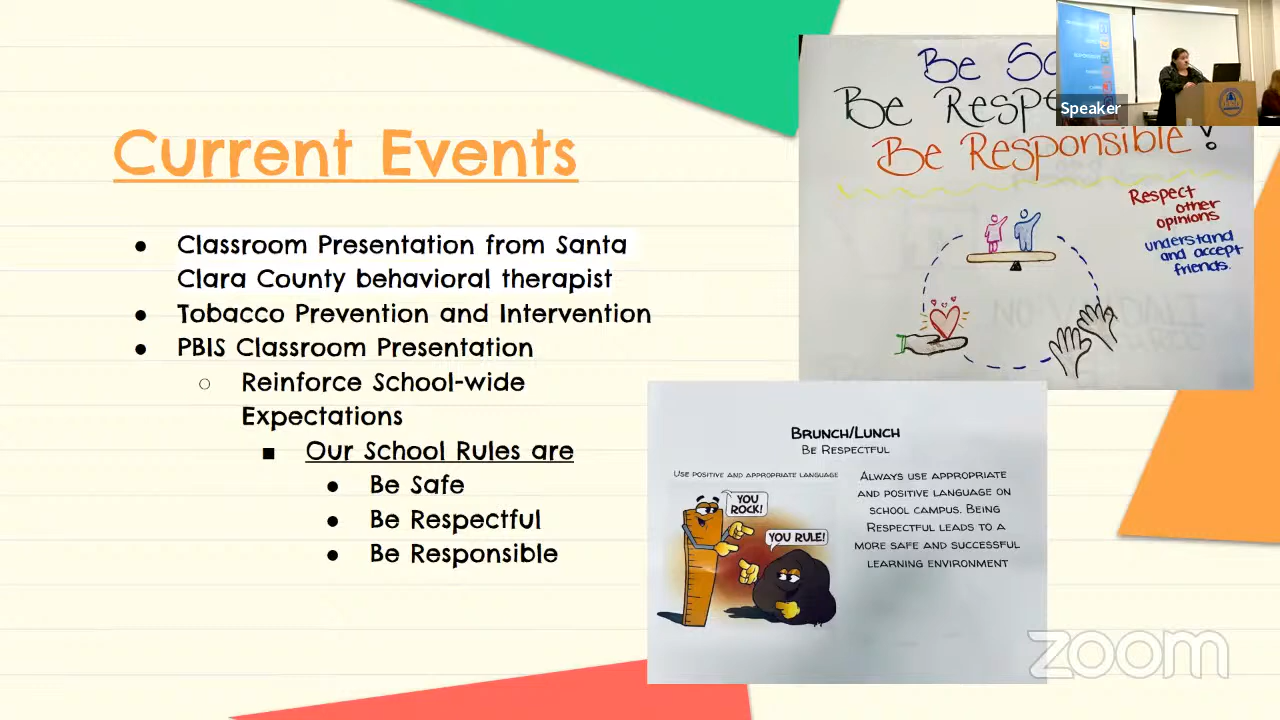 Current Events
Classroom Presentation from Santa
Clara County behavioral therapist
Tobacco Prevention and Intervention
PBIS Classroom Presentation
Reinforce School-wide
Expectations
Our School Rules are
Be Safe
Be Respectful
Be Responsible
Be
Be
Be Responsible!
Respect
other
opinions
understand
and accept
friends.
BRUNCH/LUNCH
BE RESPECTFUL
USE POSITIVE AND APPROPRIATE LANGUAGE
YOU
ROCK!
YOU RULE!
ALWAYS USE APPROPRIATE
AND POSITIVE LANGUAGE ON
SCHOOL CAMPUS. BEING
RESPECTFUL LEADS TO A
MORE SAFE AND SUCCESSFUL
LEARNING ENVIRONMENT
Speaker
zoom